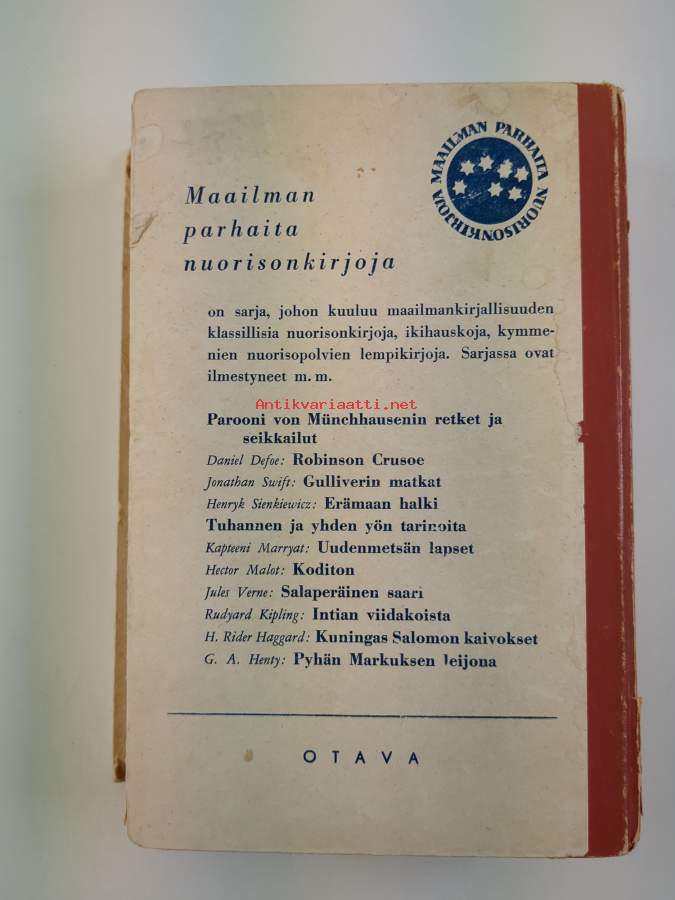 MAAILMAN PARHAITA NUORISONKIRJOJA
Maailman
parhaita
nuorisonkirjoja
on sarja, johon kuuluu maailmankirjallisuuden
klassillisia nuorisonkirjoja, ikihauskoja, kymme-
nien nuorisopolvien lempikirjoja. Sarjassa ovat
ilmestyneet m. m.
Antikvariaatti.net
Parooni von Münchhausenin retket ja
seikkailut
Daniel Defoe: Robinson Crusoe
Jonathan Swift: Gulliverin matkat
Henryk Sienkiewicz: Erämaan halki
Tuhannen ja yhden yön tarinoita
Kapteeni Marryat: Uudenmetsän lapset
Hector Malot: Koditon
Jules Verne: Salaperäinen saari
Rudyard Kipling: Intian viidakoista
H. Rider Haggard: Kuningas Salomon kaivokset
G. A. Henty: Pyhän Markuksen leijona
OTAVA